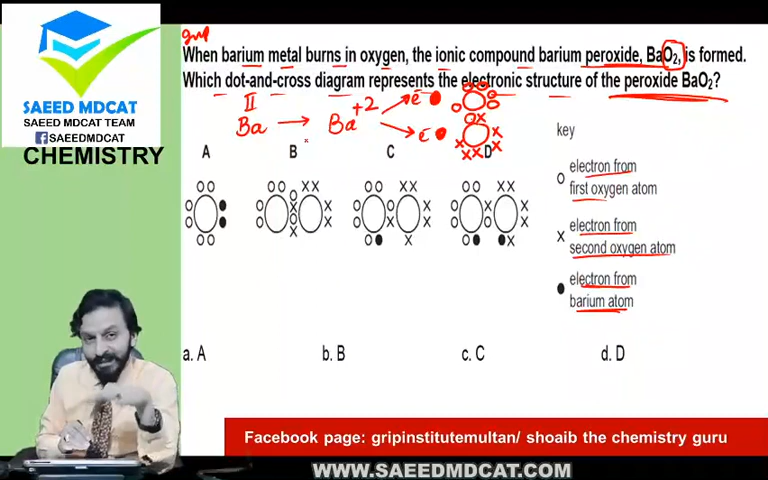 grip
When barium metal burns in oxygen, the ionic compound barium peroxide, BaO₂, is formed.
Which dot-and-cross diagram represents the electronic structure of the peroxide BaO₂?
II
Ba → Ba+2
e
e
SAEED MDCAT
SAEED MDCAT TEAM
SAEEDMDCAT
CHEMISTRY
A B C D
key
o electron from
first oxygen atom
x electron from
second oxygen atom
● electron from
barium atom
a. A b. B c. C d. D
Facebook page: gripinstitutemultan/ shoaib the chemistry guru
WWW.SAEEDMDCAT.COM